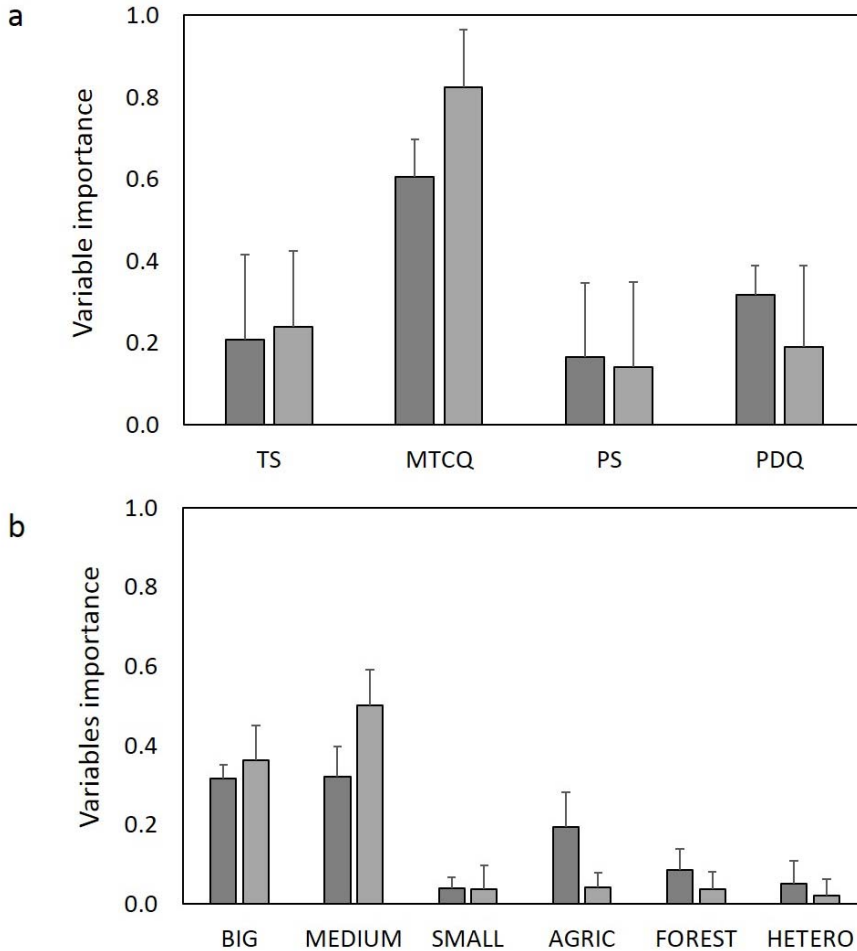 a
Variable importance
1.0
0.8
0.6
0.4
0.2
0.0
TS MTCQ PS PDQ
b
Variables importance
1.0
0.8
0.6
0.4
0.2
0.0
BIG MEDIUM SMALL AGRIC FOREST HETERO